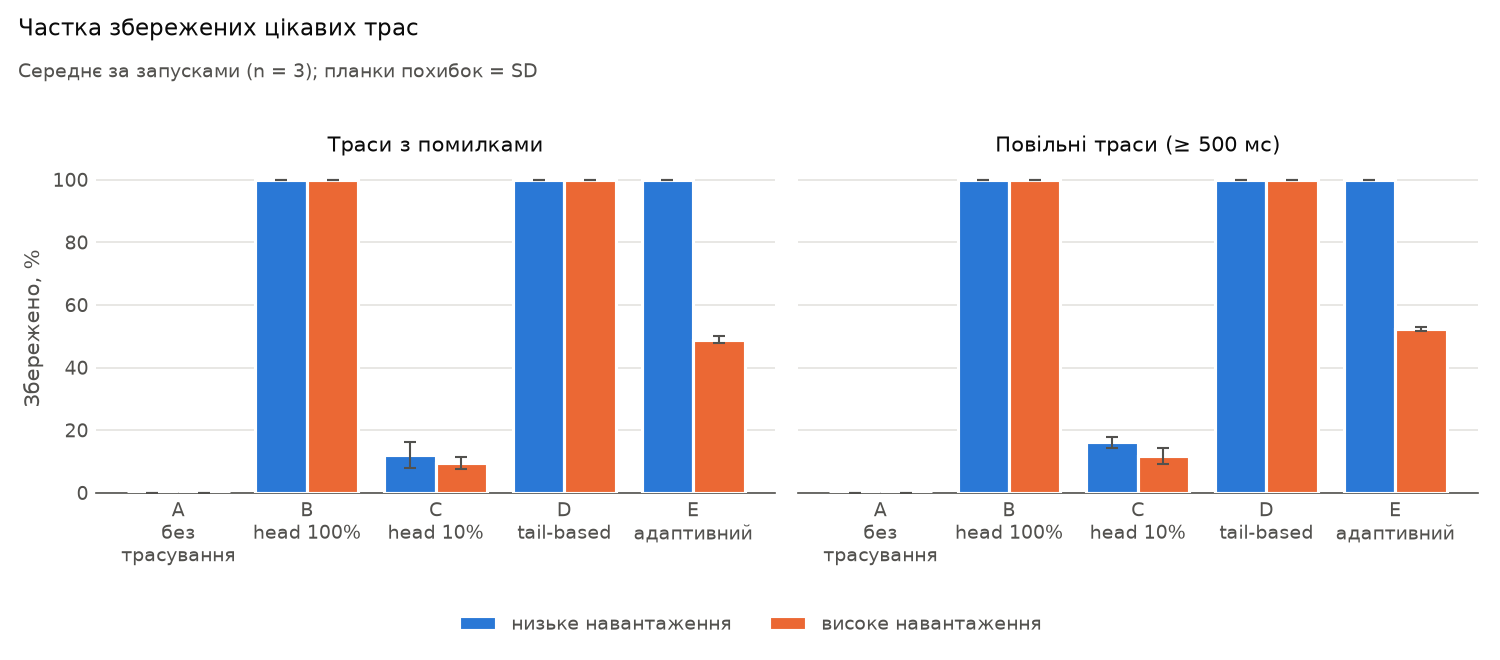 Частка збережених цікавих трас
Середнє за запусками (n = 3); планки похибок = SD
Траси з помилками
Повільні траси (≥ 500 мс)
Збережено, %
100
80
60
40
20
0
A
без
трасування
B
head 100%
C
head 10%
D
tail-based
E
адаптивний
A
без
трасування
B
head 100%
C
head 10%
D
tail-based
E
адаптивний
низьке навантаження
високе навантаження